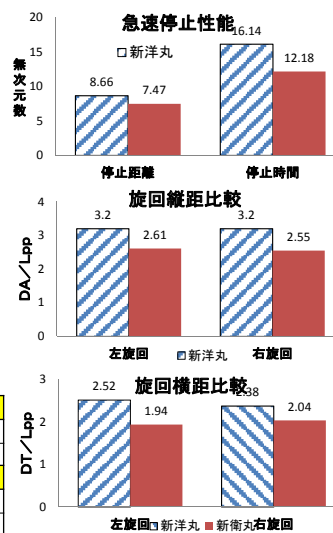 急速停止性能
新洋丸
無次元数
20
15
10
5
0
8.66
7.47
16.14
12.18
停止距離
停止時間
旋回縦距比較
DA/Lpp
4
3
2
1
0
3.2
2.61
3.2
2.55
左旋回
新洋丸
右旋回
旋回横距比較
DT/Lpp
3
2
1
0
2.52
1.94
2.38
2.04
左旋回
新洋丸
新衛丸
右旋回